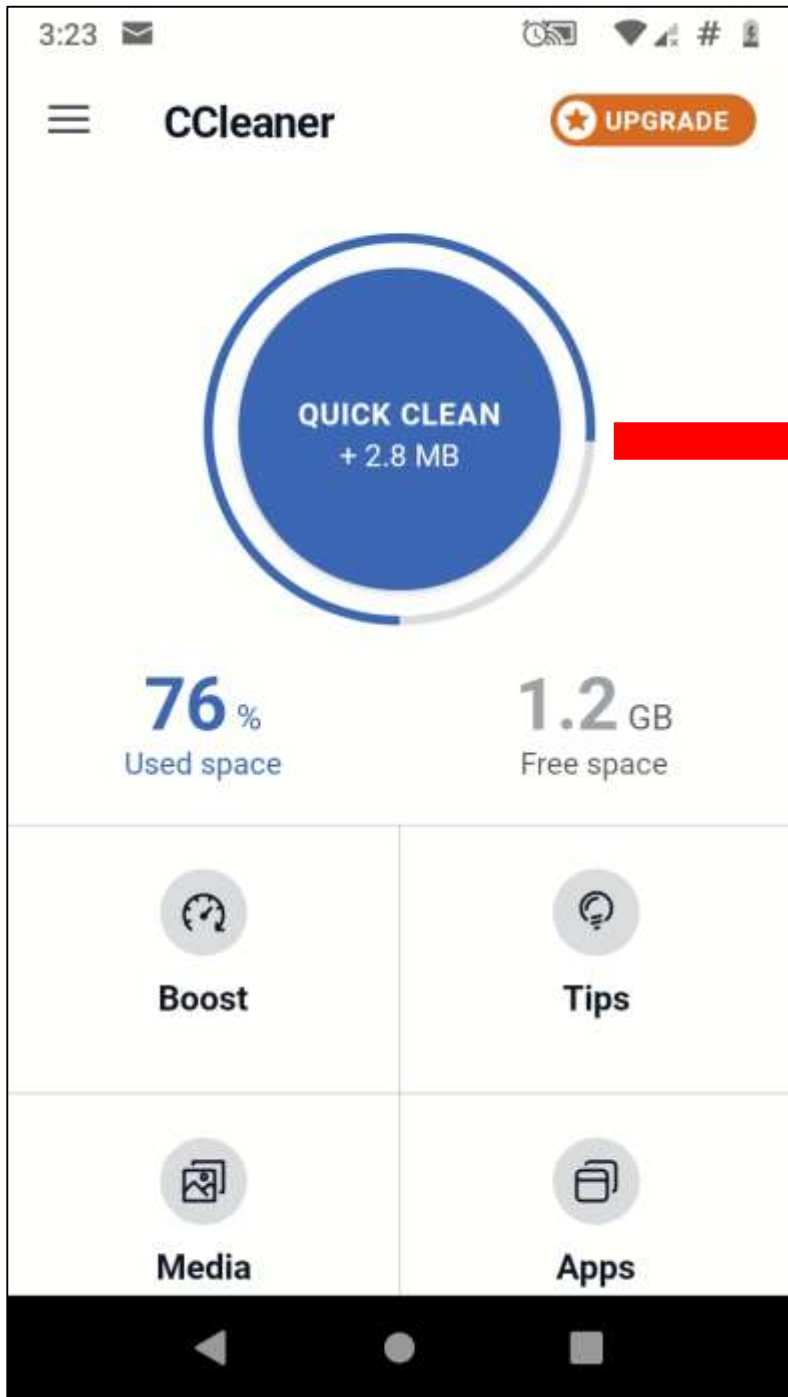 3:23 #
CCleaner UPGRADE
QUICK CLEAN
+ 2.8 MB
76 % 1.2 GB
Used space Free space
Boost Tips
Media Apps